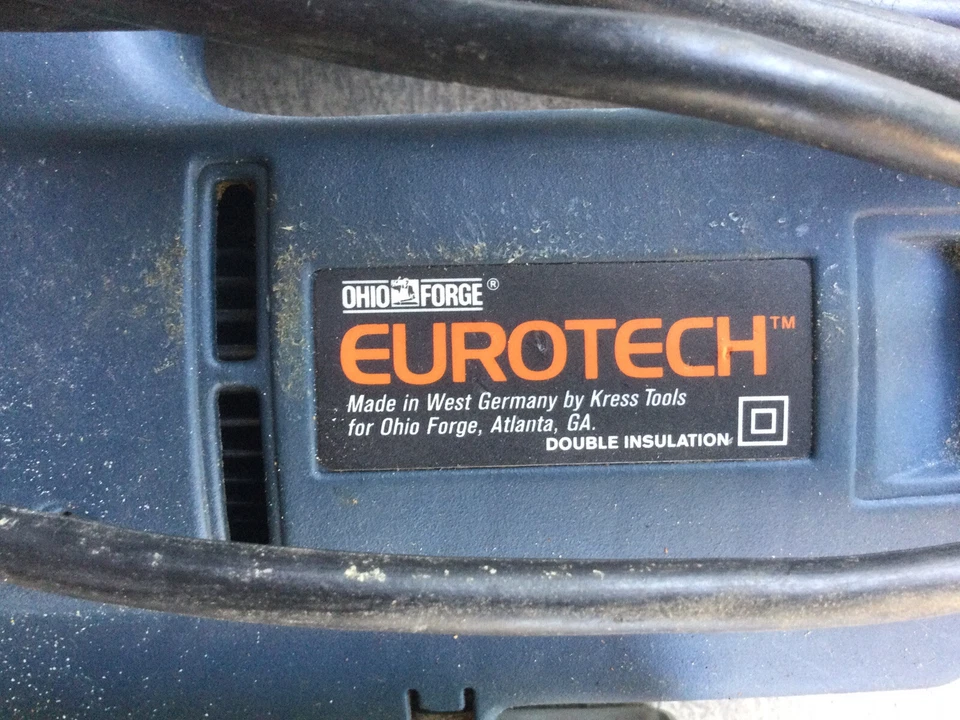 OHIO FORGE®
EUROTECH™
Made in West Germany by Kress Tools
for Ohio Forge, Atlanta, GA.
DOUBLE INSULATION